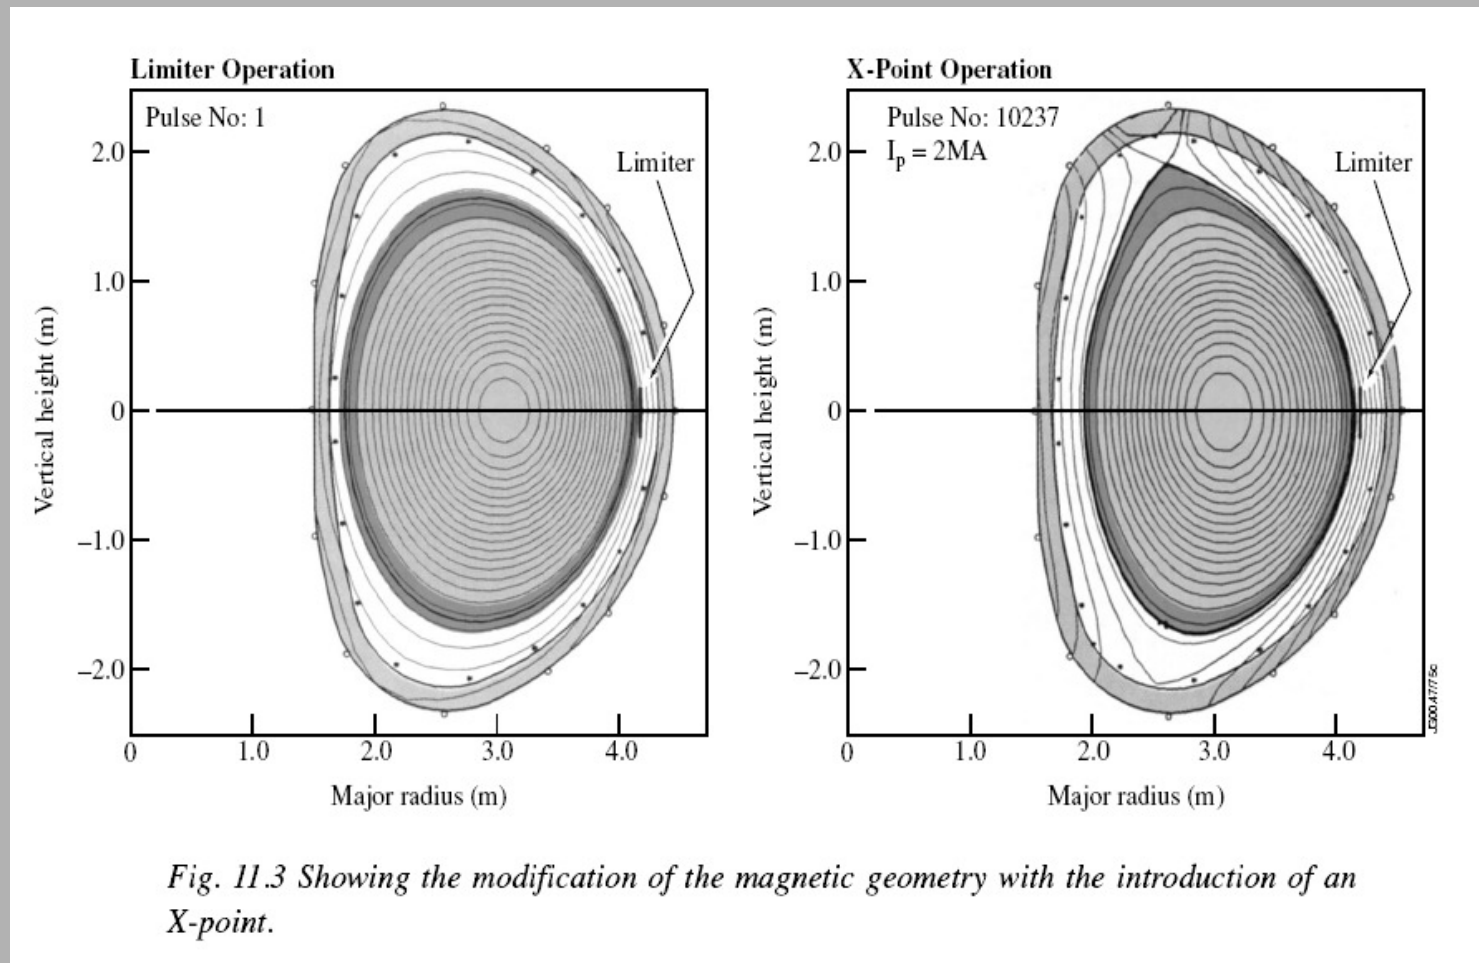 Limiter Operation
Pulse No: 1
Limiter
2.0
1.0
0
–1.0
–2.0
Vertical height (m)
0 1.0 2.0 3.0 4.0
Major radius (m)
X-Point Operation
Pulse No: 10237
Ip = 2MA
Limiter
2.0
1.0
0
–1.0
–2.0
Vertical height (m)
0 1.0 2.0 3.0 4.0
Major radius (m)
JG00.47/75c
Fig. 11.3 Showing the modification of the magnetic geometry with the introduction of an
X-point.